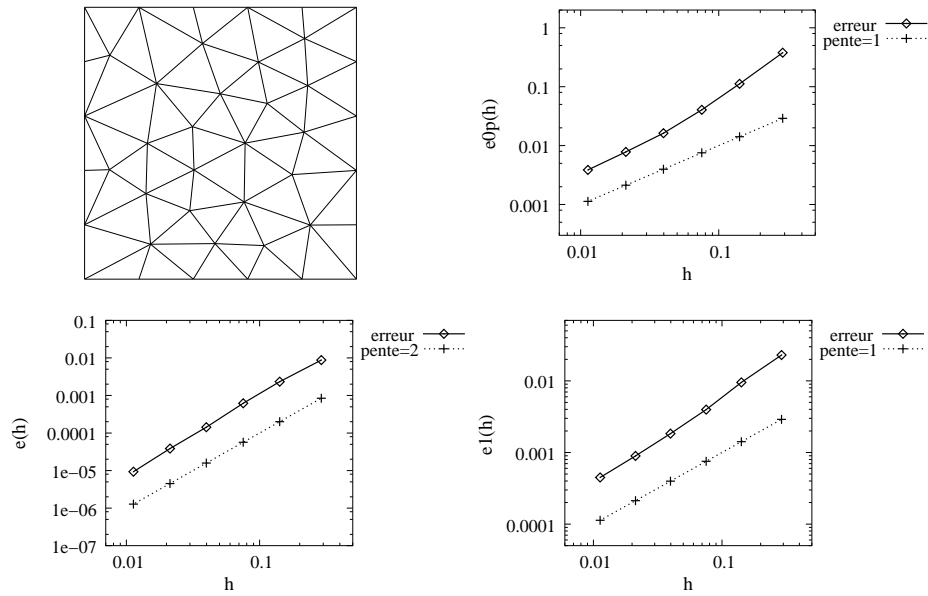 erreur
pente=1
1
0.1
0.01
0.001
e0p(h)
0.01 0.1
h
erreur
pente=2
0.1
0.01
0.001
0.0001
1e-05
1e-06
1e-07
e(h)
0.01 0.1
h
erreur
pente=1
0.01
0.001
0.0001
e1(h)
0.01 0.1
h